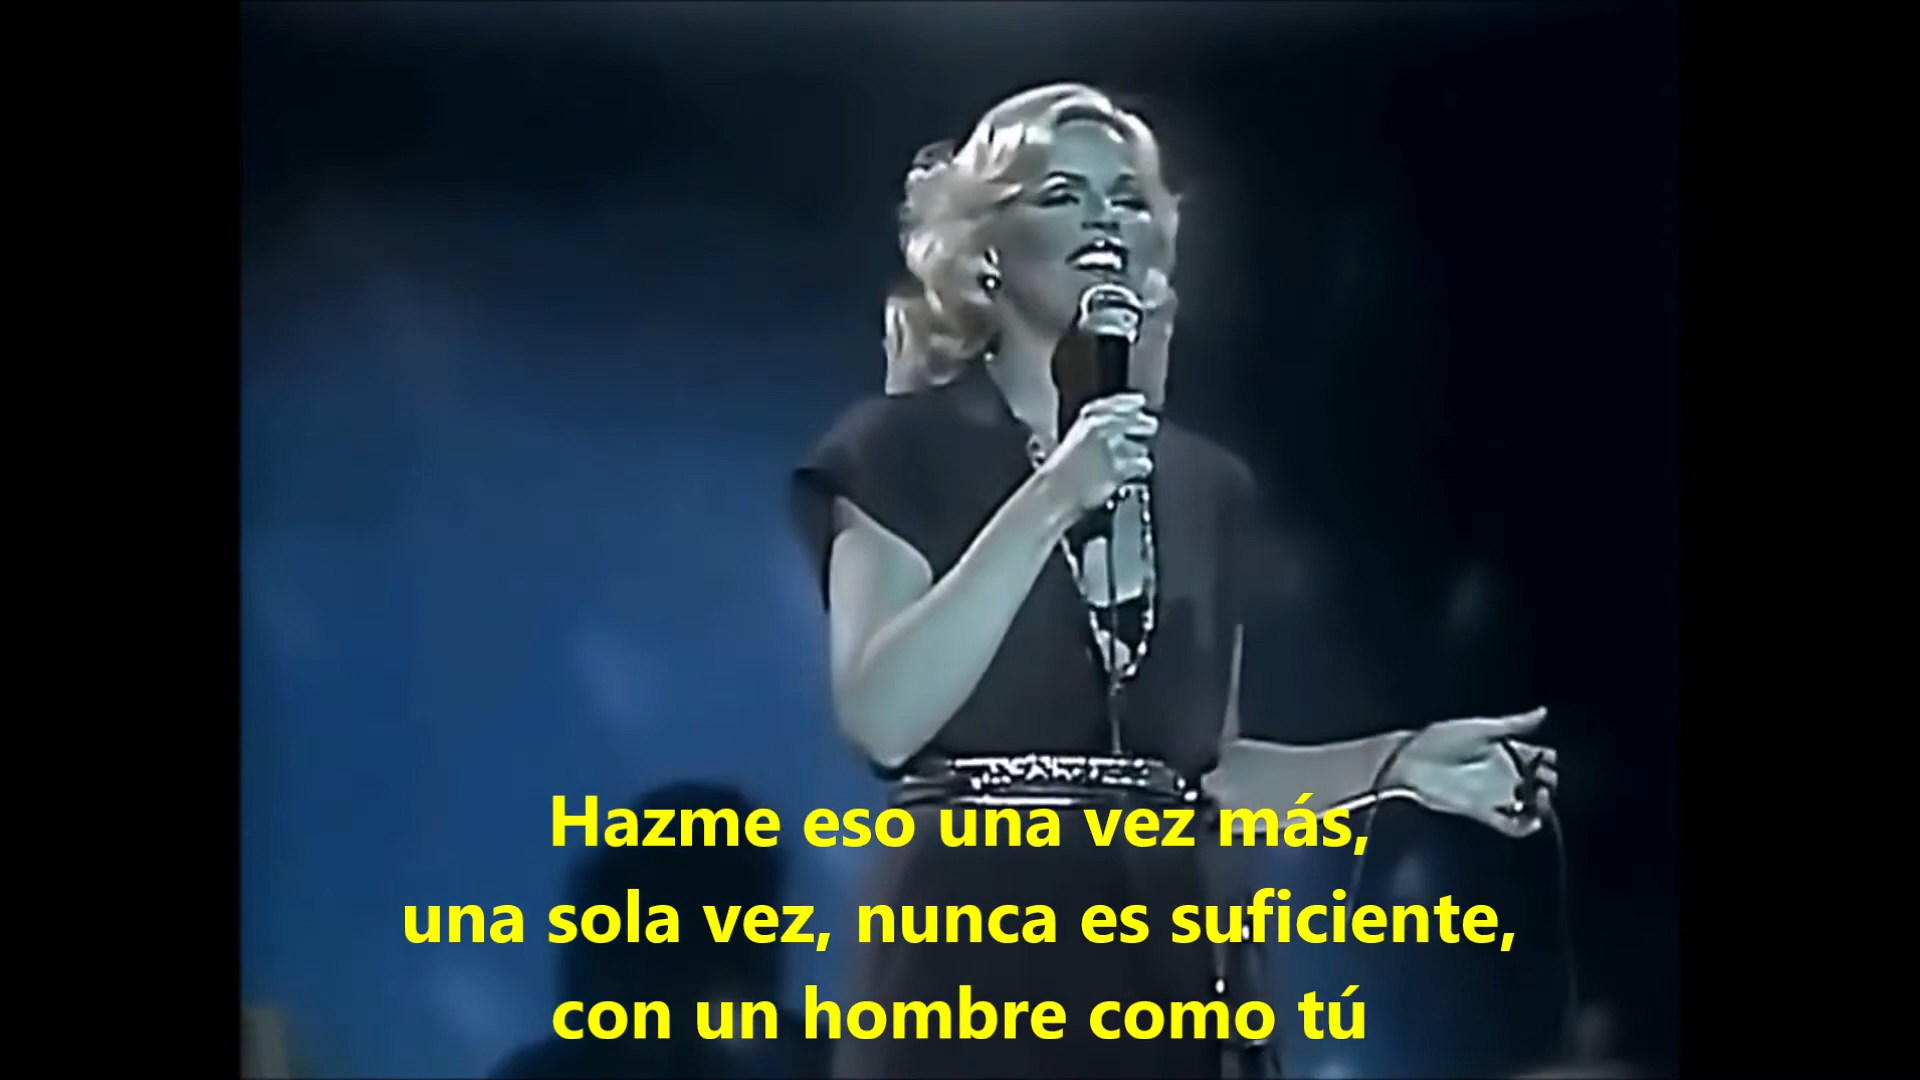 Hazme eso una vez más,
una sola vez, nunca es suficiente,
con un hombre como tú